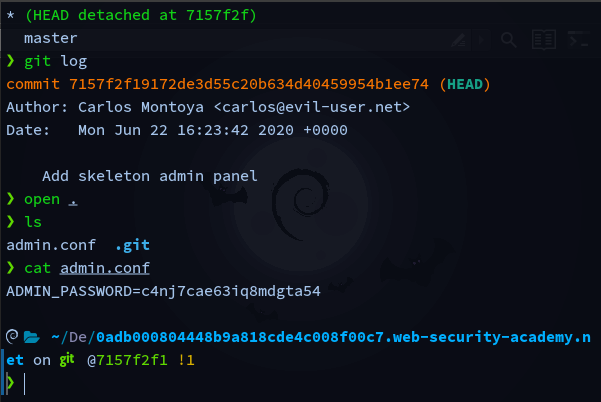 * (HEAD detached at 7157f2f)
  master
❯ git log
commit 7157f2f19172de3d55c20b634d40459954b1ee74 (HEAD)
Author: Carlos Montoya <carlos@evil-user.net>
Date:   Mon Jun 22 16:23:42 2020 +0000

    Add skeleton admin panel
❯ open .
❯ ls
admin.conf  .git
❯ cat admin.conf
ADMIN_PASSWORD=c4nj7cae63iq8mdgta54

~/De/0adb000804448b9a818cde4c008f00c7.web-security-academy.n
et on git @7157f2f1 !1
❯